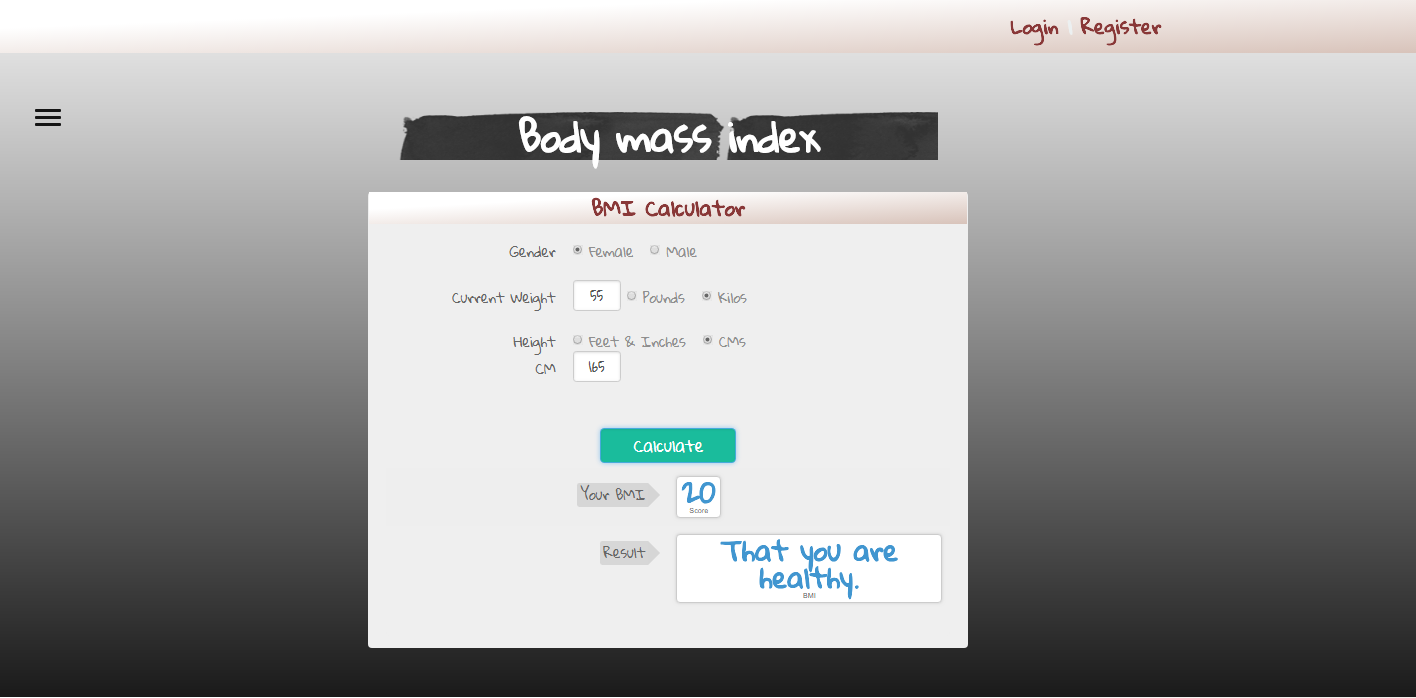 Login | Register
Body mass index
BMI Calculator
Gender Female Male
Current Weight 55 Pounds Kilos
Height Feet & Inches CMs
CM 165
Calculate
Your BMI 20
Score
Result That you are
healthy.
BMI